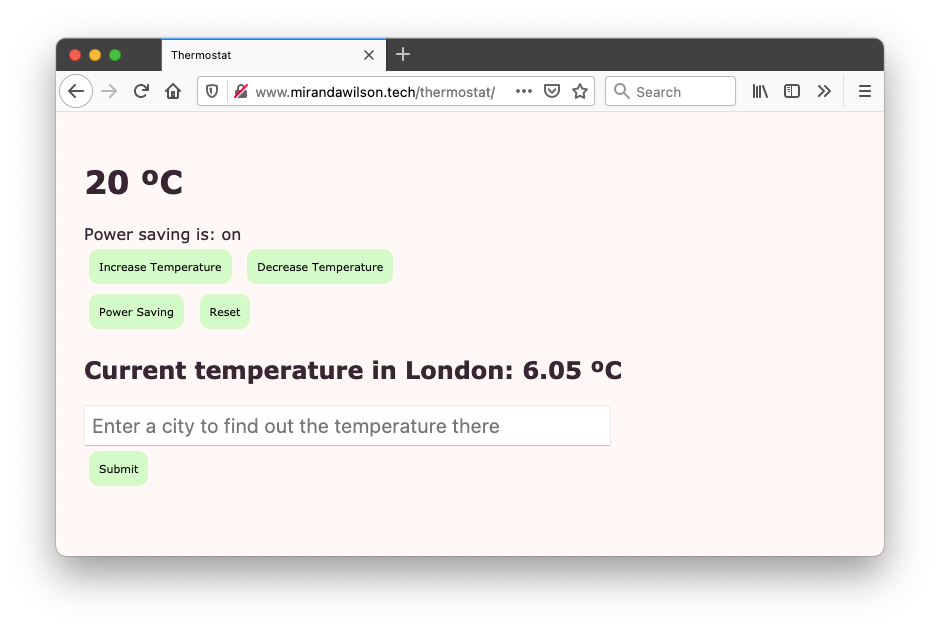 Thermostat
www.mirandawilson.tech/thermostat/
Search
20 ºC
Power saving is: on
Increase Temperature Decrease Temperature
Power Saving Reset
Current temperature in London: 6.05 ºC
Enter a city to find out the temperature there
Submit